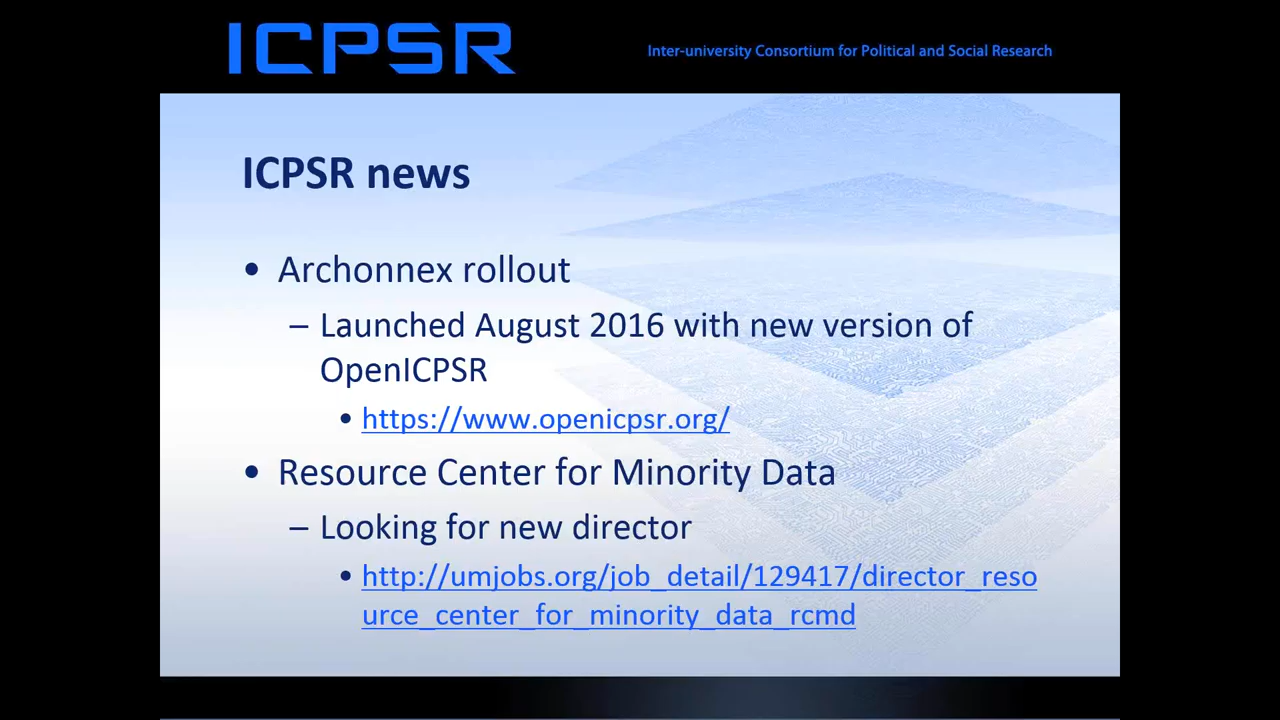 ICPSR
Inter-university Consortium for Political and Social Research
ICPSR news
• Archonnex rollout
– Launched August 2016 with new version of
OpenICPSR
• https://www.openicpsr.org/
• Resource Center for Minority Data
– Looking for new director
• http://umjobs.org/job_detail/129417/director_reso
urce_center_for_minority_data_rcmd